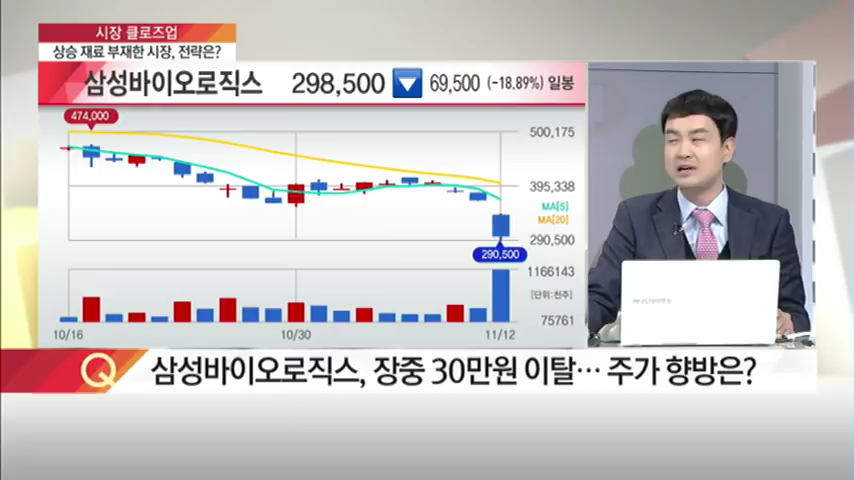 시장 클로즈업
상승 재료 부재한 시장, 전략은?
삼성바이오로직스 298,500 ▼ 69,500 (-18.89%) 일봉
474,000
500,175
395,338
MA[5]
MA[20]
290,500
290,500
1166143
[단위:천주]
75761
10/16 10/30 11/12
Q 삼성바이오로직스, 장중 30만원 이탈… 주가 향방은?